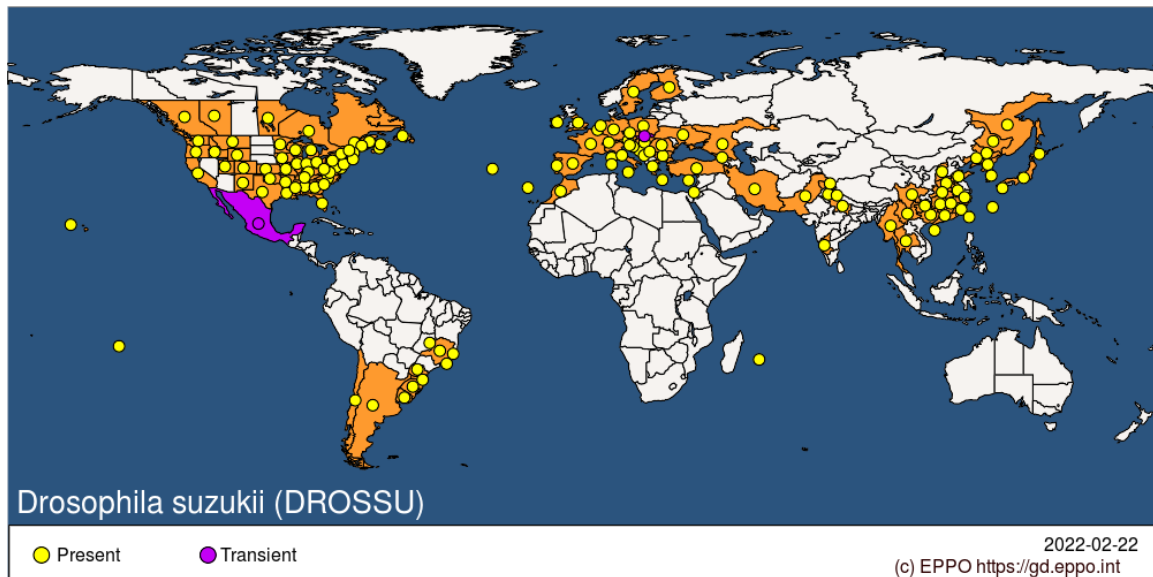 Drosophila suzukii (DROSSU)
Present
Transient
2022-02-22
(c) EPPO https://gd.eppo.int